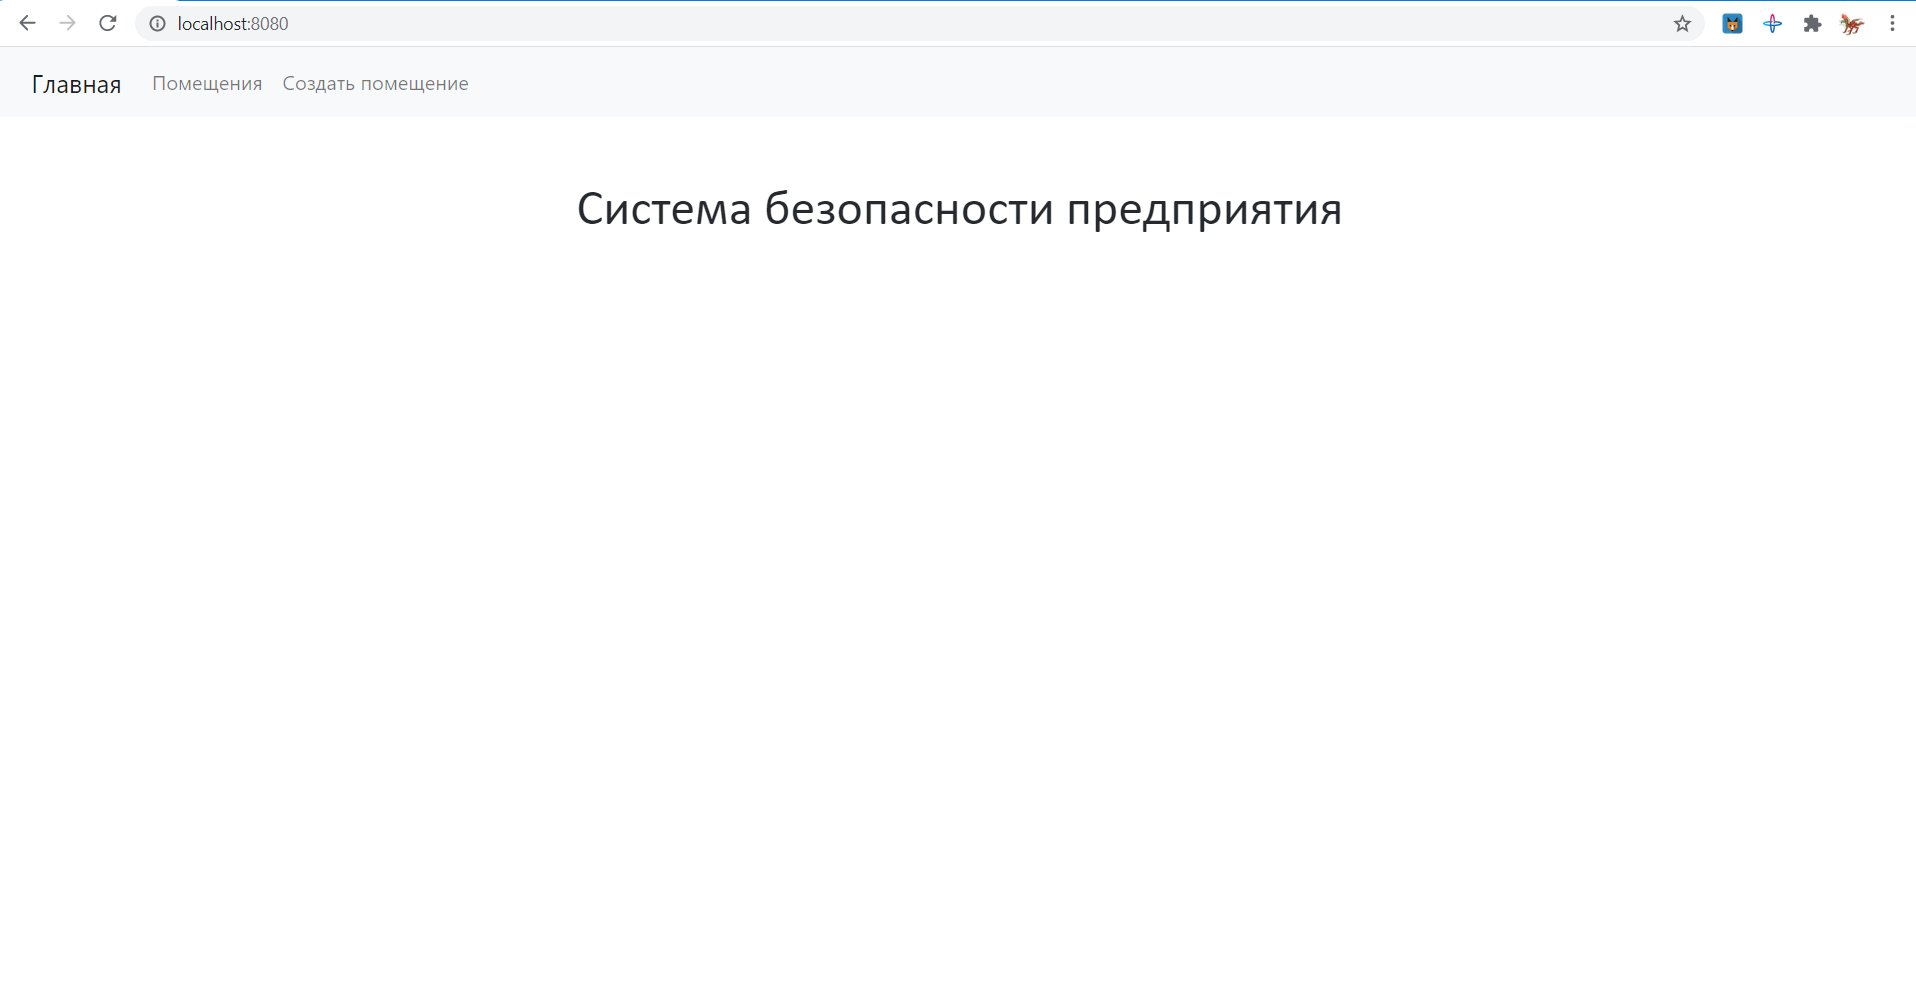 localhost:8080
Главная Помещения Создать помещение
Система безопасности предприятия